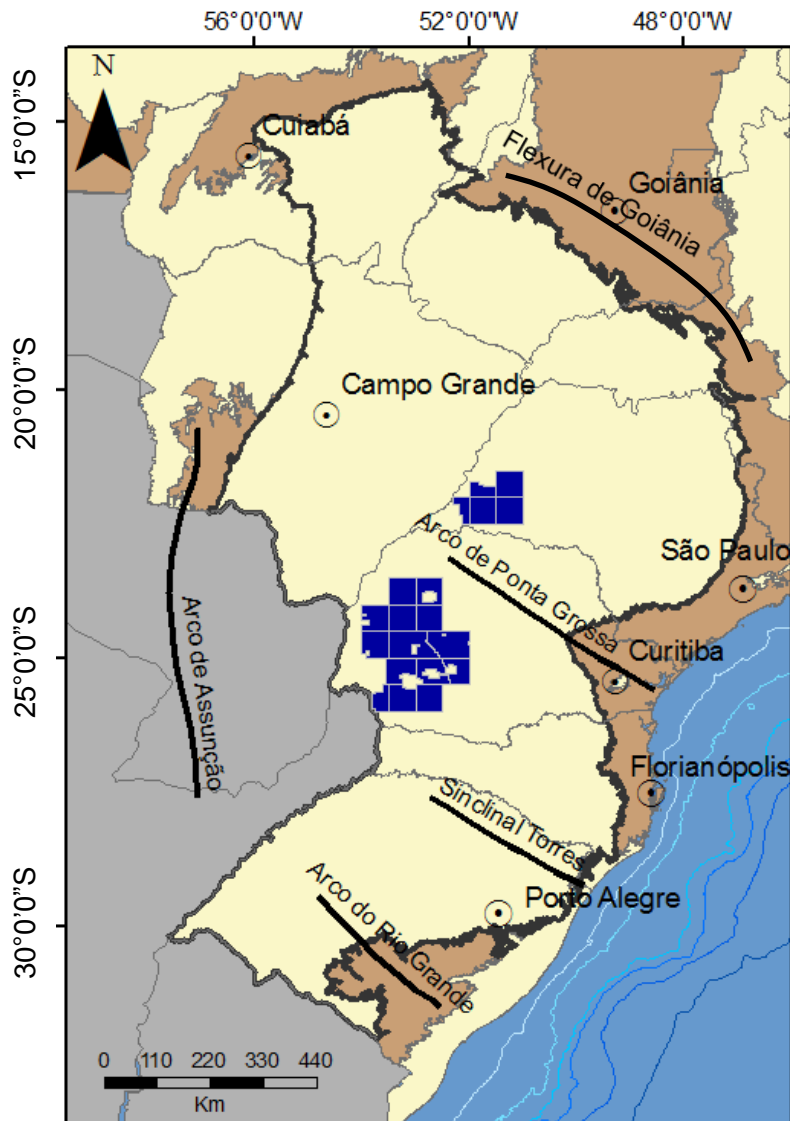 56°0'0"W 52°0'0"W 48°0'0"W
N
15°0'0"S
Cuiabá
Flexura de Goiânia
Goiânia
20°0'0"S
Campo Grande
Arco de Ponta Grossa
São Paulo
Arco de Assunção
25°0'0"S
Curitiba
Florianópolis
Sinclinal Torres
Arco do Rio Grande
Porto Alegre
30°0'0"S
0 110 220 330 440
Km